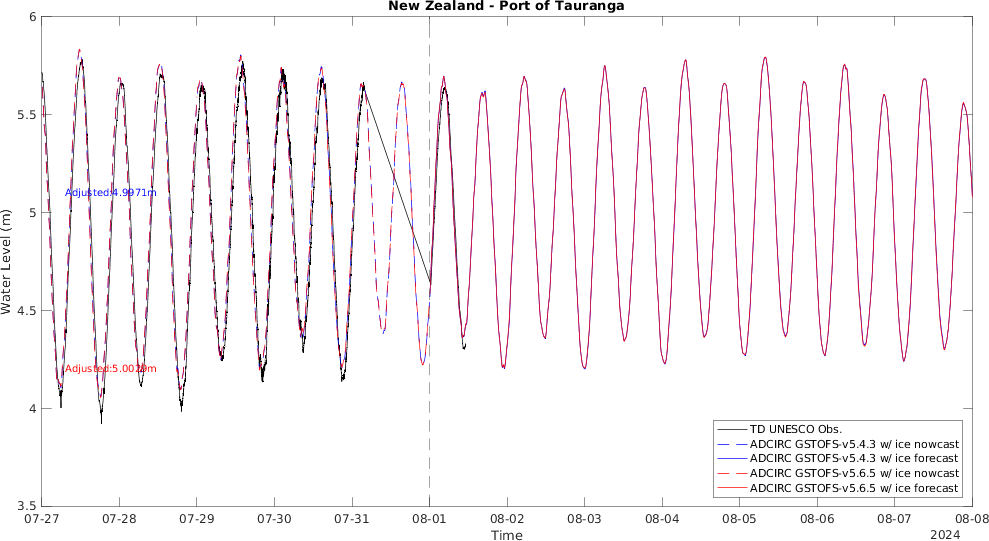 New Zealand - Port of Tauranga
Water Level (m)
6
5.5
5
4.5
4
3.5
Adjusted:4.9971m
Adjusted:5.0029m
TD UNESCO Obs.
ADCIRC GSTOFS-v5.4.3 w/ ice nowcast
ADCIRC GSTOFS-v5.4.3 w/ ice forecast
ADCIRC GSTOFS-v5.6.5 w/ ice nowcast
ADCIRC GSTOFS-v5.6.5 w/ ice forecast
07-27 07-28 07-29 07-30 07-31 08-01 08-02 08-03 08-04 08-05 08-06 08-07 08-08
Time
2024